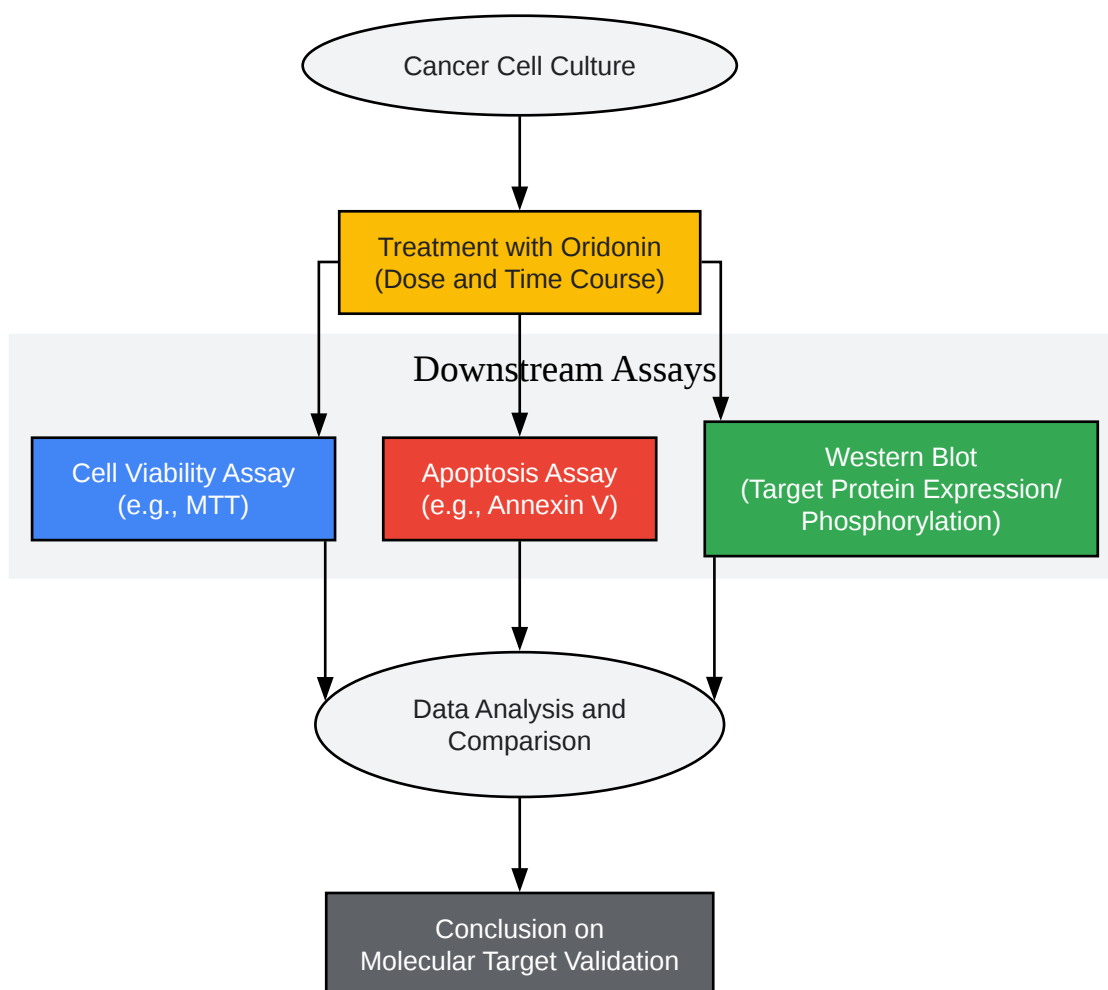 Cancer Cell Culture
Treatment with Oridonin
(Dose and Time Course)
Downstream Assays
Cell Viability Assay
(e.g., MTT)
Apoptosis Assay
(e.g., Annexin V)
Western Blot
(Target Protein Expression/
Phosphorylation)
Data Analysis and
Comparison
Conclusion on
Molecular Target Validation